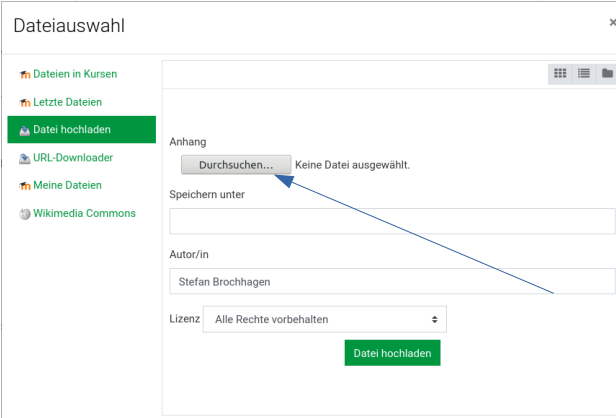 Dateiauswahl
×
Dateien in Kursen
Letzte Dateien
Datei hochladen
URL-Downloader
Meine Dateien
Wikimedia Commons
Anhang
Durchsuchen... Keine Datei ausgewählt.
Speichern unter
Autor/in
Stefan Brochhagen
Lizenz Alle Rechte vorbehalten
Datei hochladen